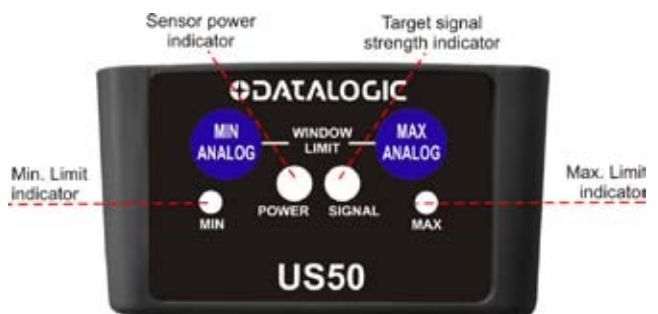 Sensor power
indicator
Target signal
strength indicator
DATALOGIC
MIN
ANALOG
WINDOW
LIMIT
MAX
ANALOG
Min. Limit
indicator
Max. Limit
indicator
MIN
POWER
SIGNAL
MAX
US50